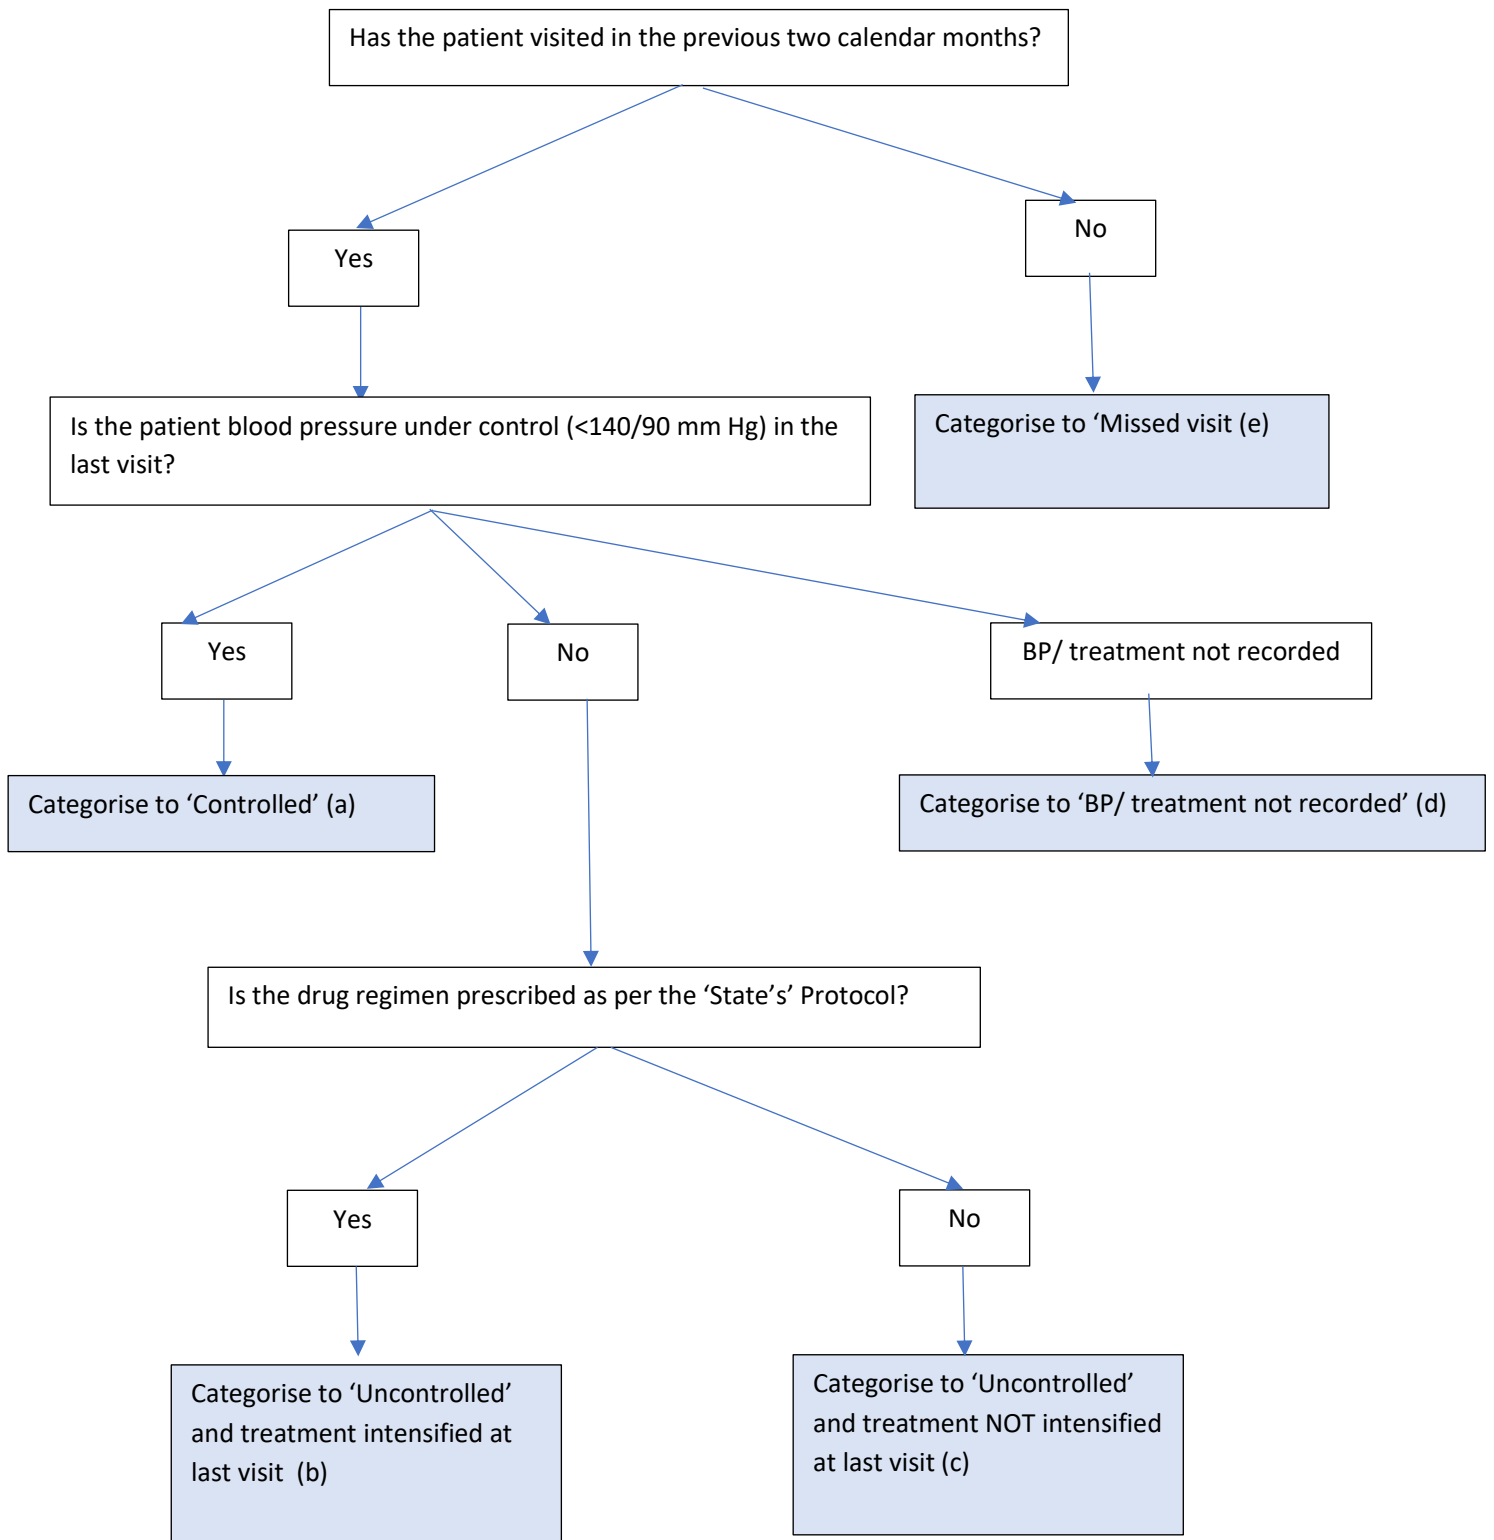 Has the patient visited in the previous two calendar months?
Yes
No
Is the patient blood pressure under control (<140/90 mm Hg) in the
last visit?
Categorise to ‘Missed visit (e)
Yes
No
BP/ treatment not recorded
Categorise to ‘Controlled’ (a)
Categorise to ‘BP/ treatment not recorded’ (d)
Is the drug regimen prescribed as per the ‘State’s’ Protocol?
Yes
No
Categorise to ‘Uncontrolled’
and treatment intensified at
last visit  (b)
Categorise to ‘Uncontrolled’
and treatment NOT intensified
at last visit (c)